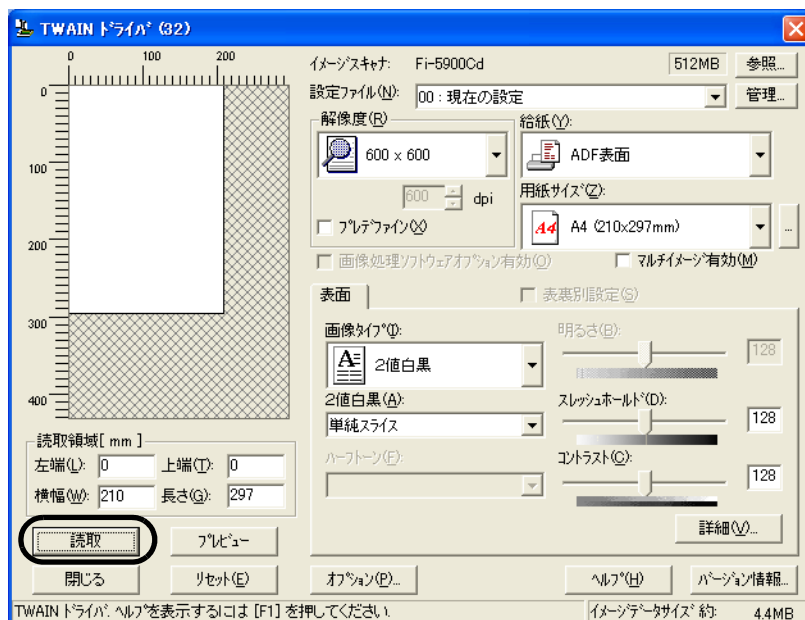 TWAIN ドライバ (32)
0 100 200
イメージスキャナ: Fi-5900Cd 512MB 参照...
設定ファイル(N): 00 : 現在の設定 管理...
0
100
200
300
400
解像度(R)
600 × 600
600 dpi
プレデファイン(X)
給紙(Y):
ADF表面
用紙サイズ(Z):
A4 A4 (210x297mm) ...
画像処理ソフトウェアオプション有効(O) マルチイメージ有効(M)
表面 表裏別設定(S)
画像タイプ(I):
A 2値白黒
2値白黒(A):
単純スライス
ハーフトーン(F):
明るさ(B):
128
スレッシュホールド(D):
128
コントラスト(C):
128
詳細(V)...
読取領域[ mm ]
左端(L): 0 上端(T): 0
横幅(W): 210 長さ(G): 297
読取 プレビュー
閉じる リセット(E) オプション(P)... ヘルプ(H) バージョン情報...
TWAIN ドライバ. ヘルプを表示するには [F1] を押してください. イメージデータサイズ 約: 4.4MB